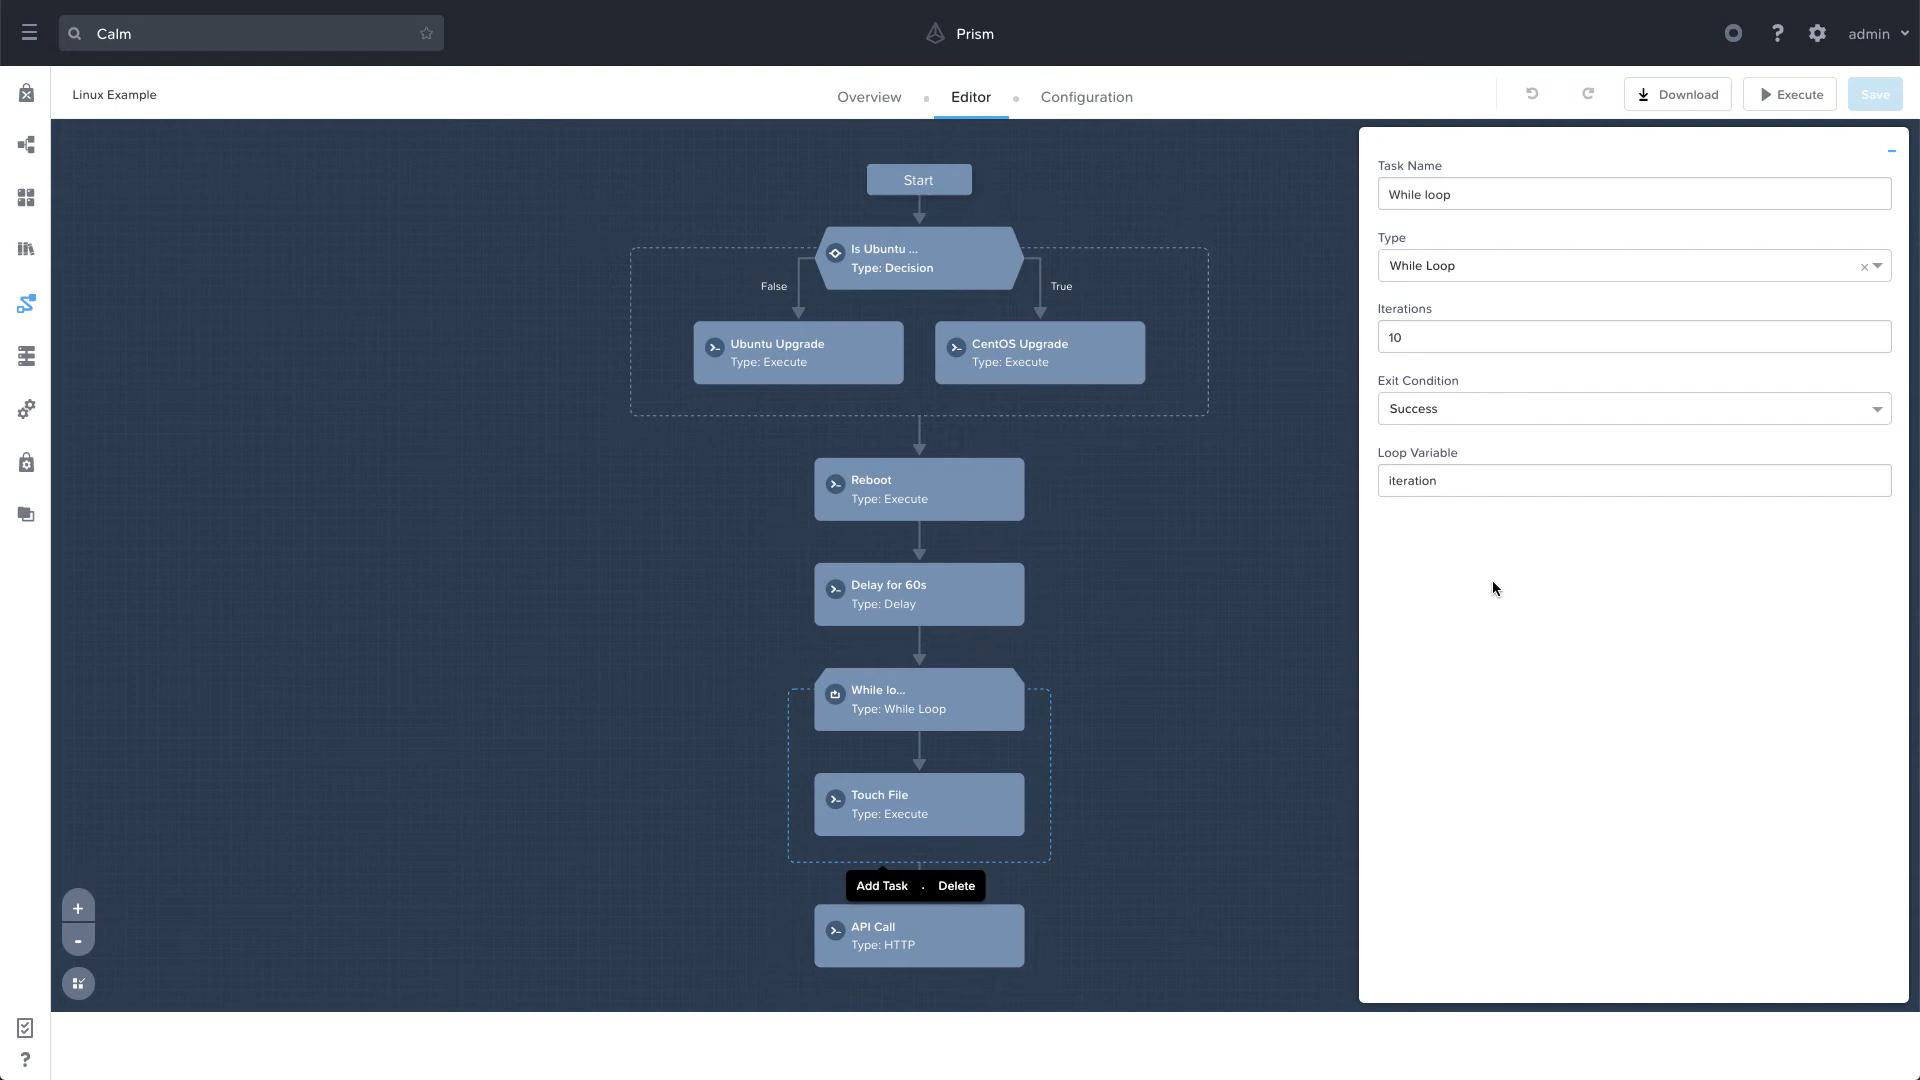 Calm
Prism
?
admin
Linux Example
Overview
Editor
Configuration
Download
Execute
Save
Start
Is Ubuntu ...
Type: Decision
False
True
Ubuntu Upgrade
Type: Execute
CentOS Upgrade
Type: Execute
Reboot
Type: Execute
Delay for 60s
Type: Delay
While lo...
Type: While Loop
Touch File
Type: Execute
Add Task . Delete
API Call
Type: HTTP
+
-
?
Task Name
While loop
Type
While Loop
Iterations
10
Exit Condition
Success
Loop Variable
iteration